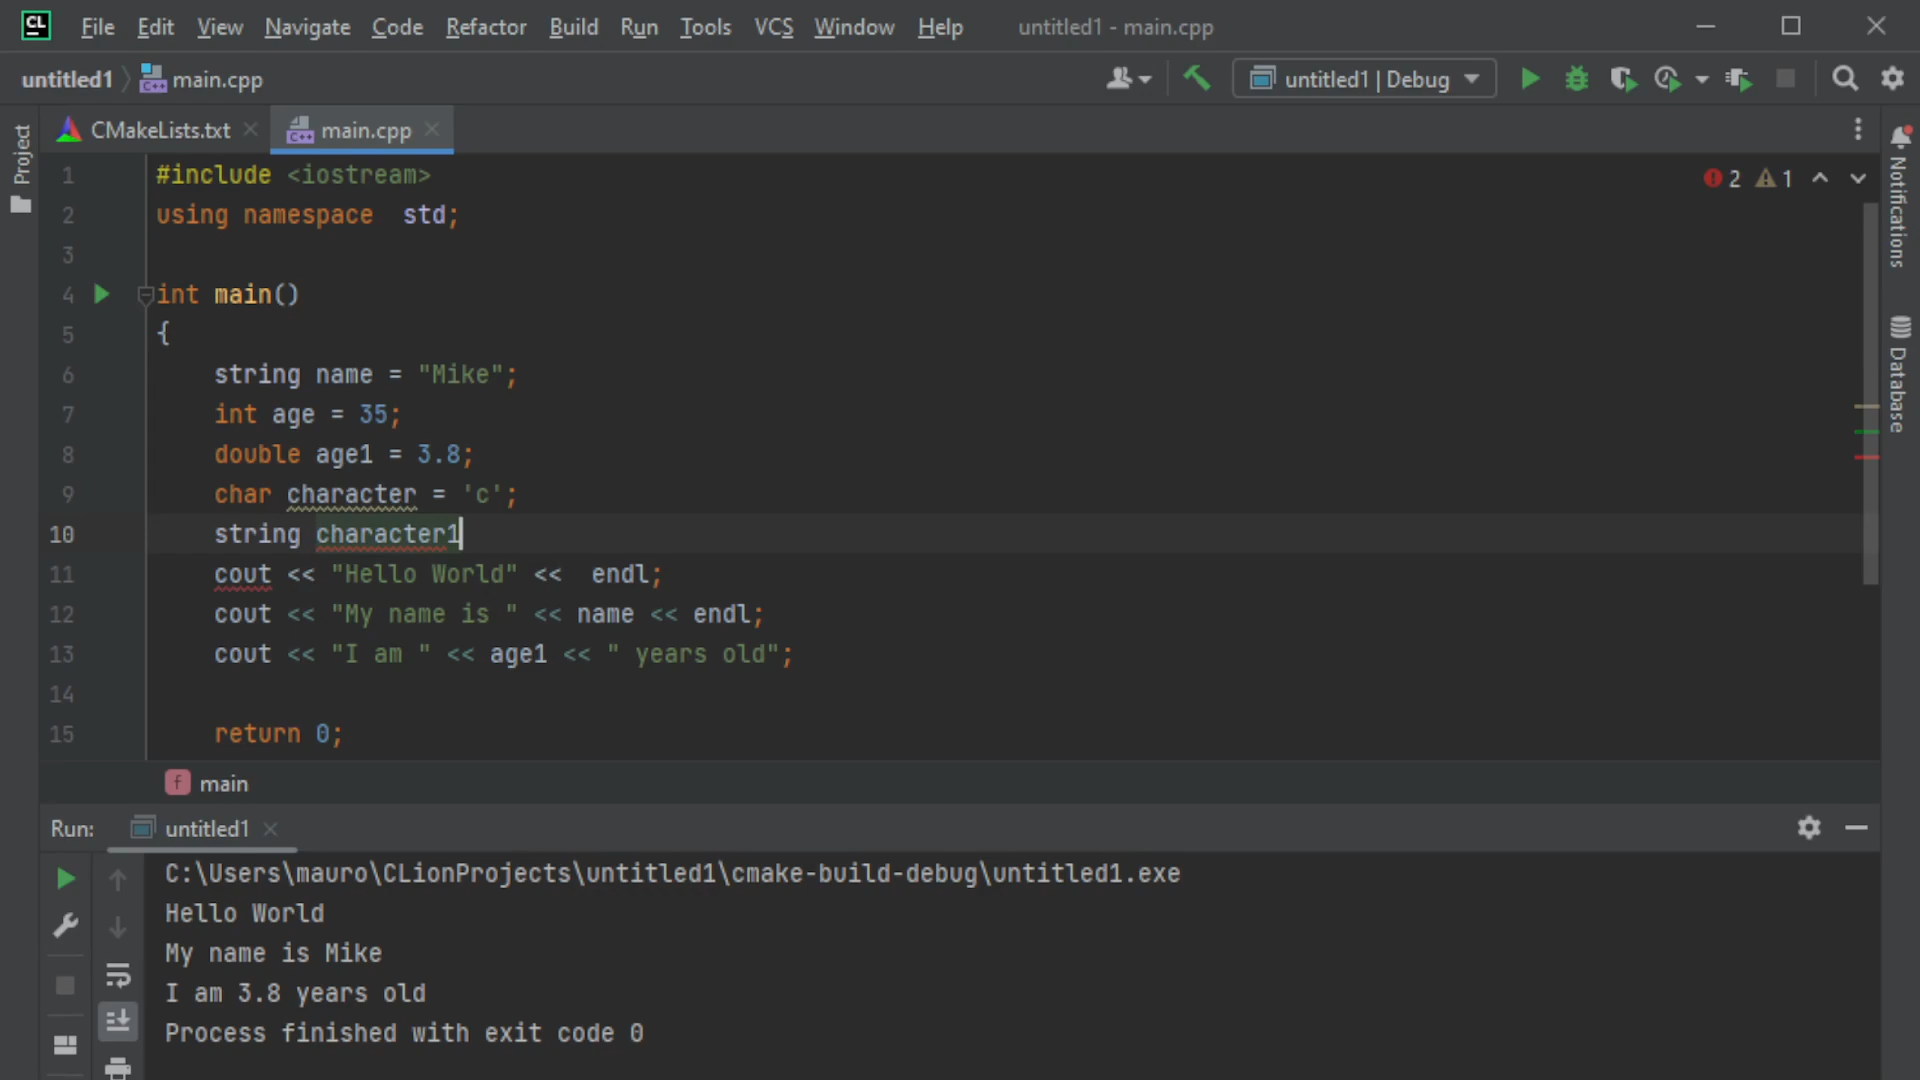 CL File Edit View Navigate Code Refactor Build Run Tools VCS Window Help untitled1 - main.cpp
untitled1 main.cpp untitled1 | Debug
CMakeLists.txt main.cpp
Project
1 #include <iostream>
2 using namespace  std;
3
4 int main()
5 {
6 string name = "Mike";
7 int age = 35;
8 double age1 = 3.8;
9 char character = 'c';
10 string character1
11 cout << "Hello World" <<  endl;
12 cout << "My name is " << name << endl;
13 cout << "I am " << age1 << " years old";
14
15 return 0;
2 1
Notifications
Database
f main
Run: untitled1
C:\Users\mauro\CLionProjects\untitled1\cmake-build-debug\untitled1.exe
Hello World
My name is Mike
I am 3.8 years old
Process finished with exit code 0